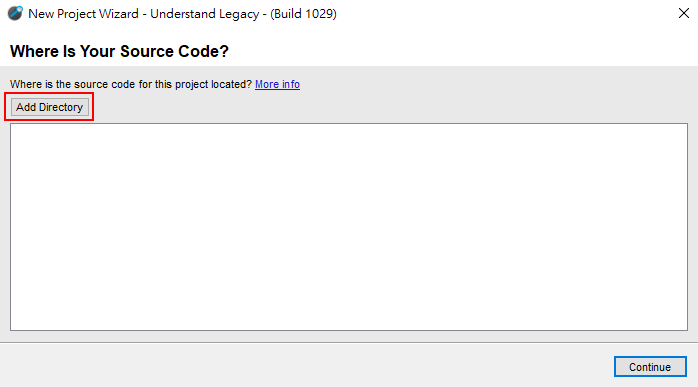 New Project Wizard - Understand Legacy - (Build 1029)
Where Is Your Source Code?
Where is the source code for this project located? More info
Add Directory
Continue